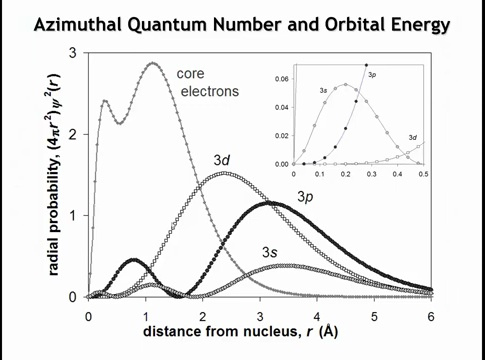 Azimuthal Quantum Number and Orbital Energy
radial probability, (4πr²)ψ²(r)
3
2
1
0
core
electrons
3d
3p
3s
0.06
0.04
0.02
0.00
3s
3p
3d
0 0.1 0.2 0.3 0.4 0.5
0 1 2 3 4 5 6
distance from nucleus, r (Å)